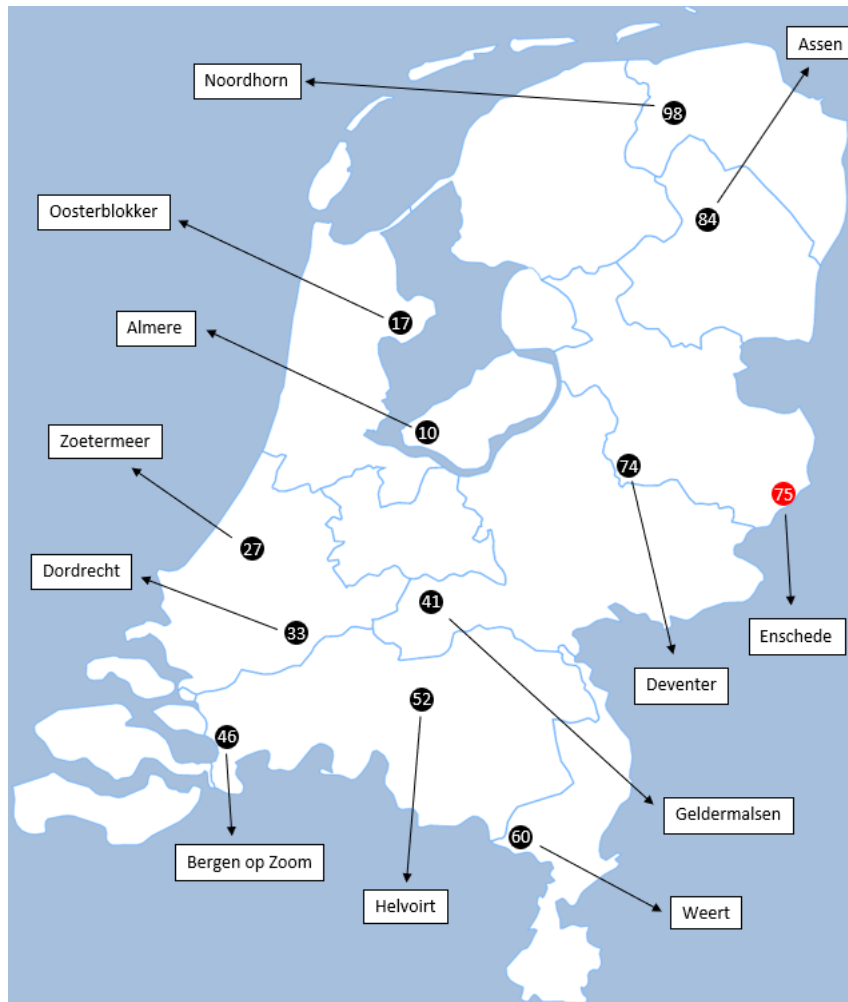 Assen
Noordhorn
98
Oosterblokker
84
17
Almere
10
Zoetermeer
74
75
27
Dordrecht
41
33
Enschede
Deventer
52
46
Geldermalsen
60
Bergen op Zoom
Helvoirt
Weert